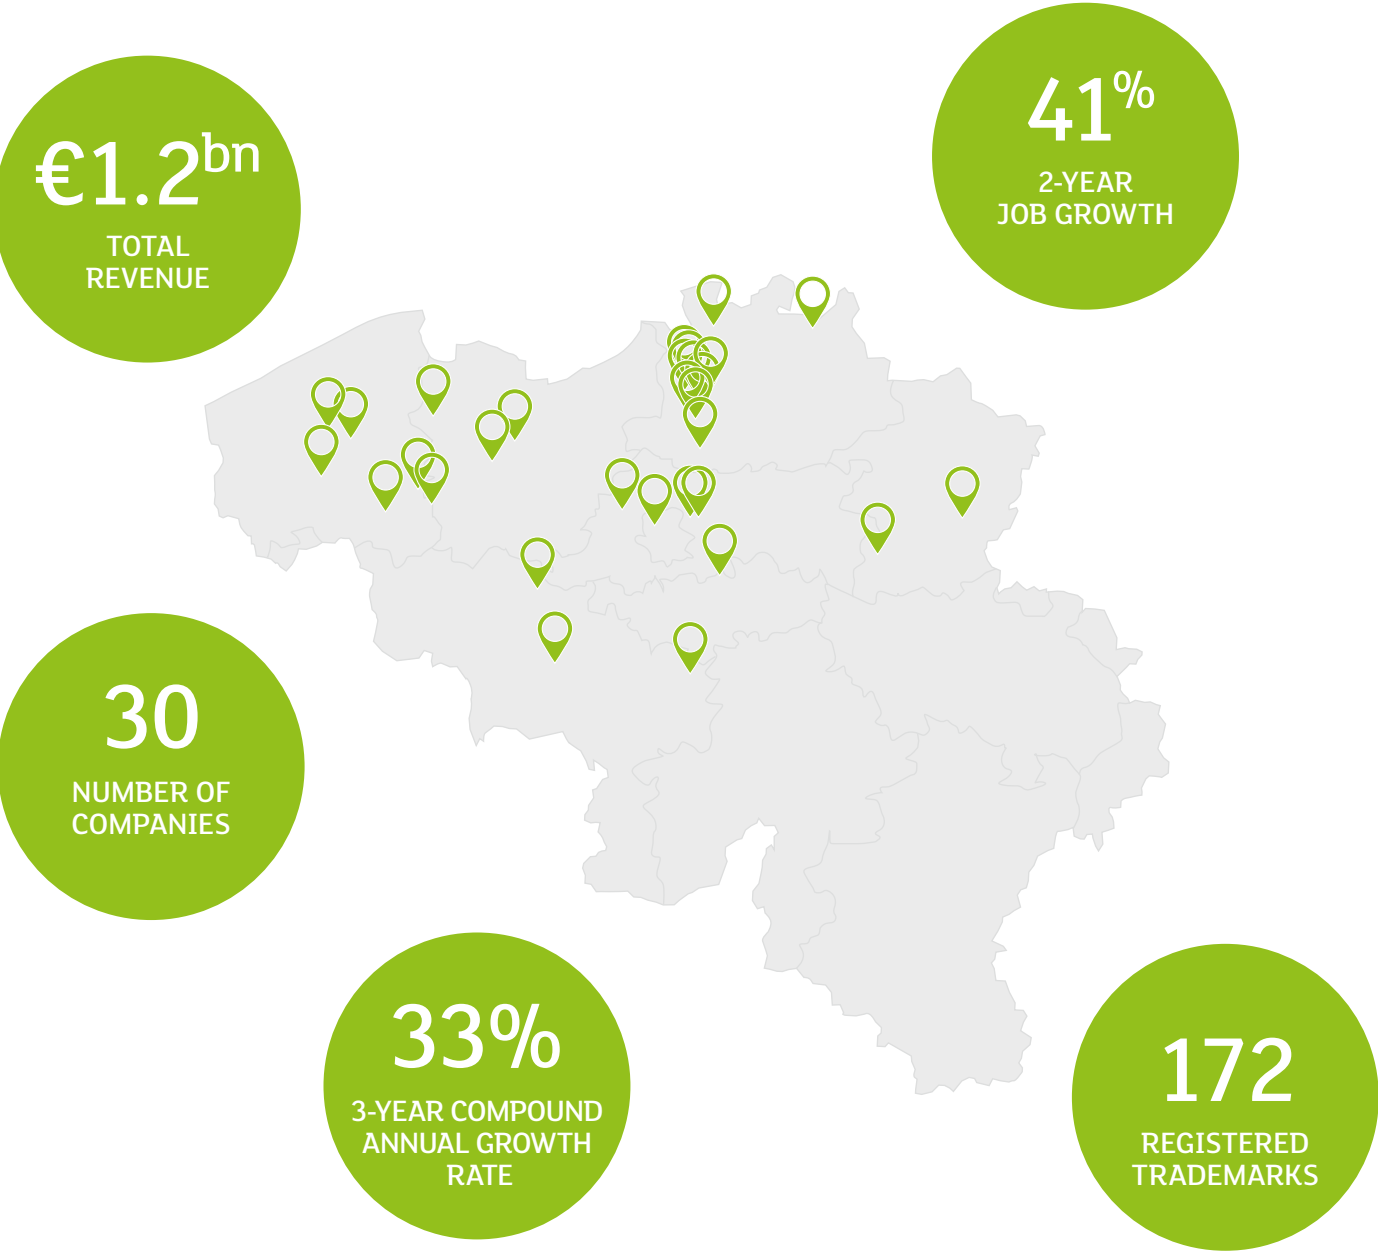 €1.2bn
TOTAL
REVENUE
41%
2-YEAR
JOB GROWTH
30
NUMBER OF
COMPANIES
33%
3-YEAR COMPOUND
ANNUAL GROWTH
RATE
172
REGISTERED
TRADEMARKS